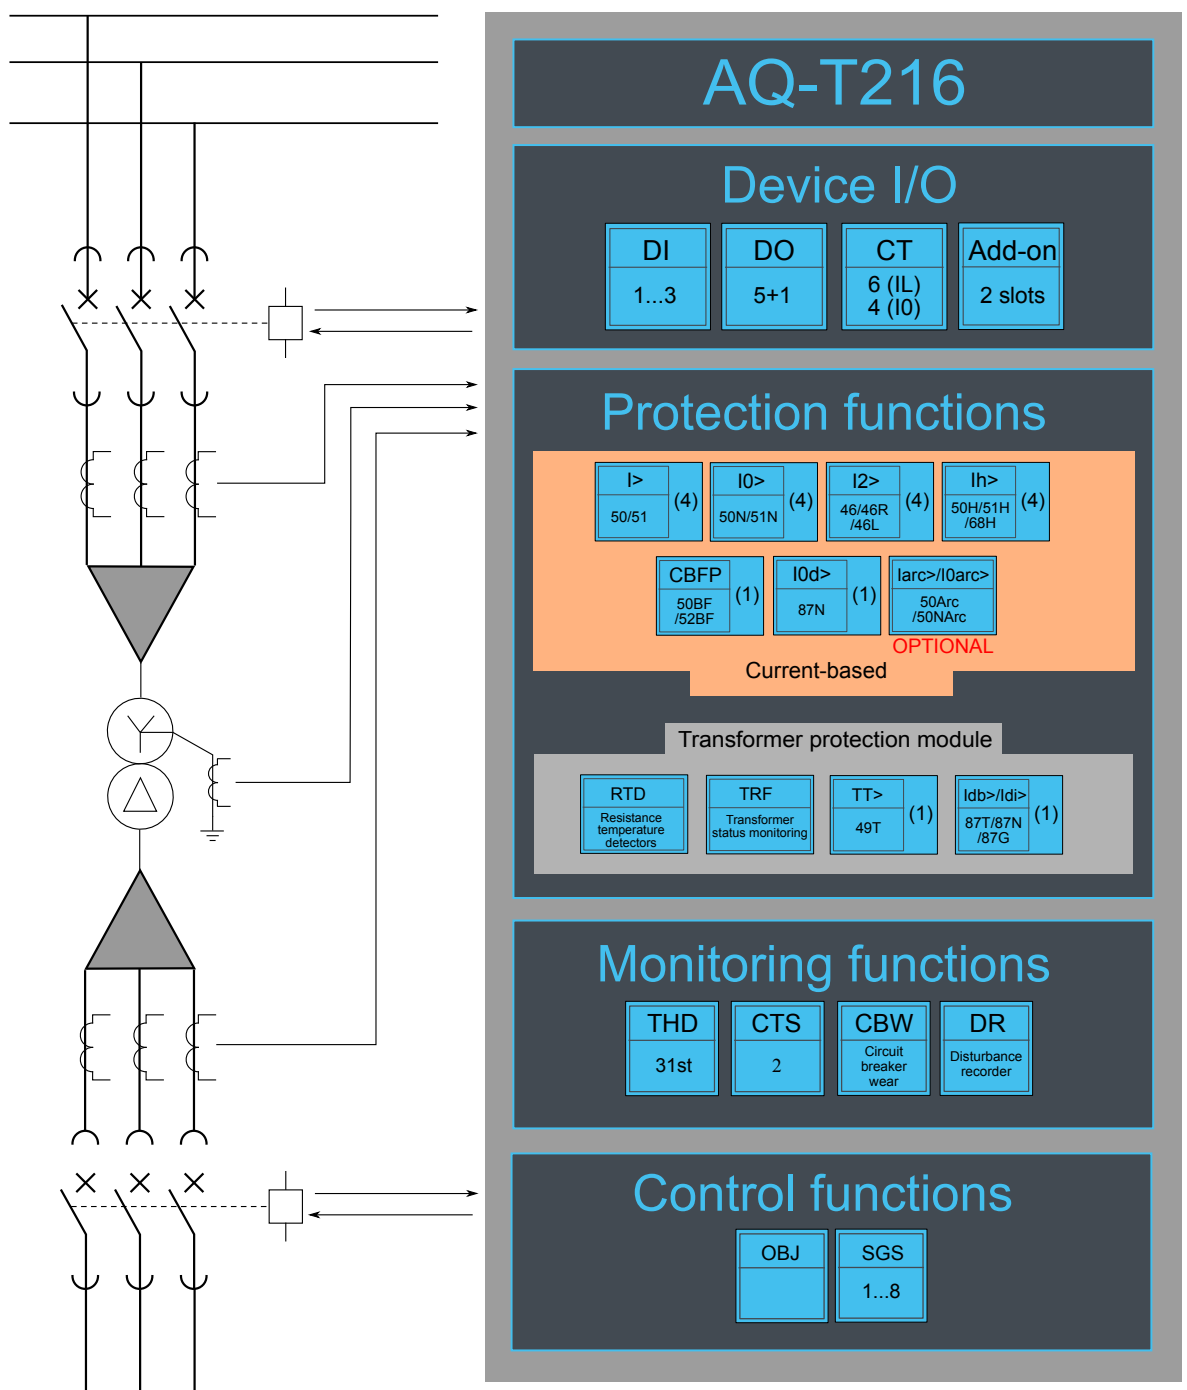 AQ-T216
Device I/O
DI
1...3
DO
5+1
CT
6 (IL)
4 (I0)
Add-on
2 slots
Protection functions
I>
50/51
(4)
I0>
50N/51N
(4)
I2>
46/46R
/46L
(4)
Ih>
50H/51H
/68H
(4)
CBFP
50BF
/52BF
(1)
I0d>
87N
(1)
Iarc>/I0arc>
50Arc
/50NArc
OPTIONAL
Current-based
Transformer protection module
RTD
Resistance
temperature
detectors
TRF
Transformer
status monitoring
TT>
49T
(1)
Idb>/Idi>
87T/87N
/87G
(1)
Monitoring functions
THD
31st
CTS
2
CBW
Circuit
breaker
wear
DR
Disturbance
recorder
Control functions
OBJ
SGS
1...8